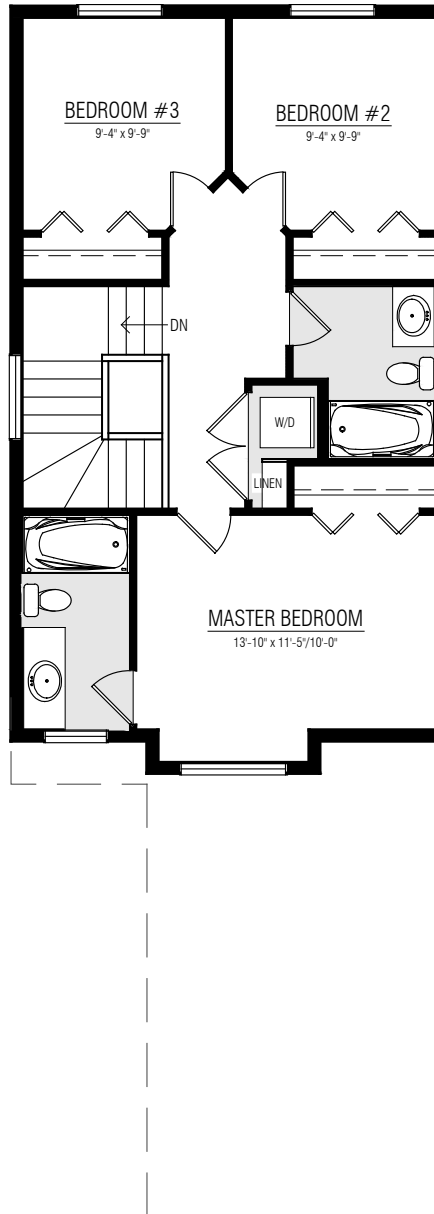 BEDROOM #3
9'-4" x 9'-9"
BEDROOM #2
9'-4" x 9'-9"
DN
W/D
LINEN
MASTER BEDROOM
13'-10" x 11'-5"/10'-0"